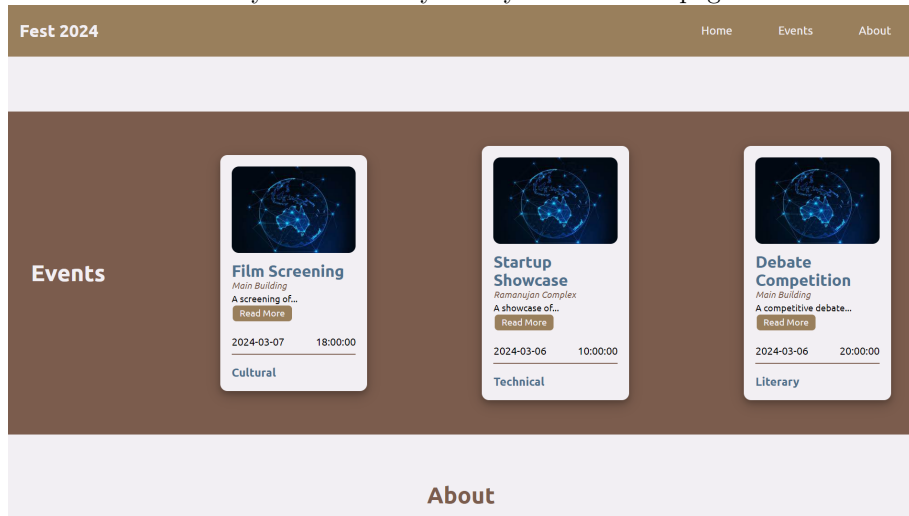 Fest 2024
Home
Events
About
Events
Film Screening
Main Building
A screening of...
Read More
2024-03-07 18:00:00
Cultural
Startup
Showcase
Ramanujan Complex
A showcase of...
Read More
2024-03-06 10:00:00
Technical
Debate
Competition
Main Building
A competitive debate...
Read More
2024-03-06 20:00:00
Literary
About